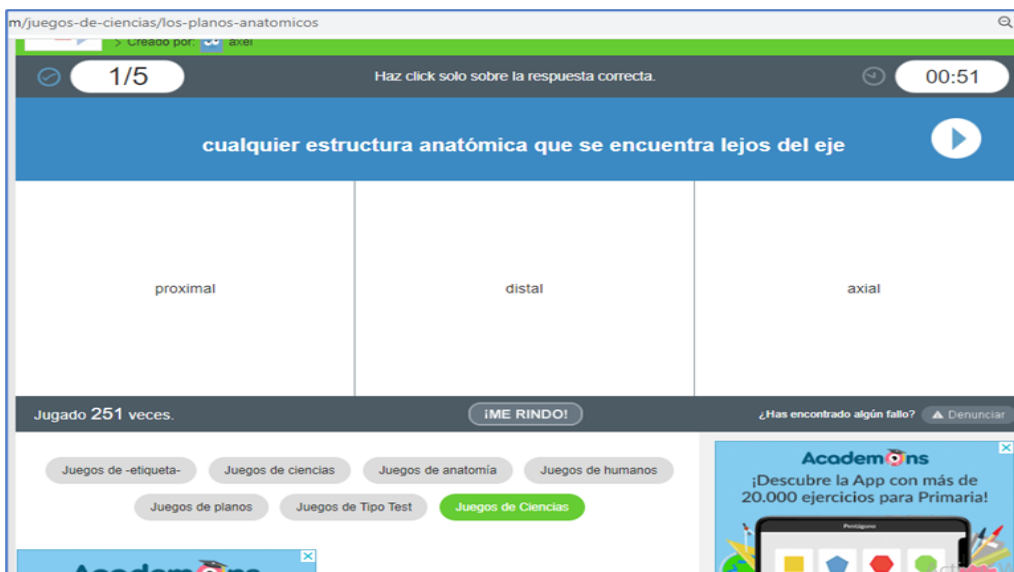 m/juegos-de-ciencias/los-planos-anatomicos
> Creado por: axel
1/5
Haz click solo sobre la respuesta correcta.
00:51
cualquier estructura anatómica que se encuentra lejos del eje
proximal
distal
axial
Jugado 251 veces.
¡ME RINDO!
¿Has encontrado algún fallo?
Denunciar
Juegos de -etiqueta-
Juegos de ciencias
Juegos de anatomía
Juegos de humanos
Juegos de planos
Juegos de Tipo Test
Juegos de Ciencias
Academons
¡Descubre la App con más de
20.000 ejercicios para Primaria!
Pentágono
Academons